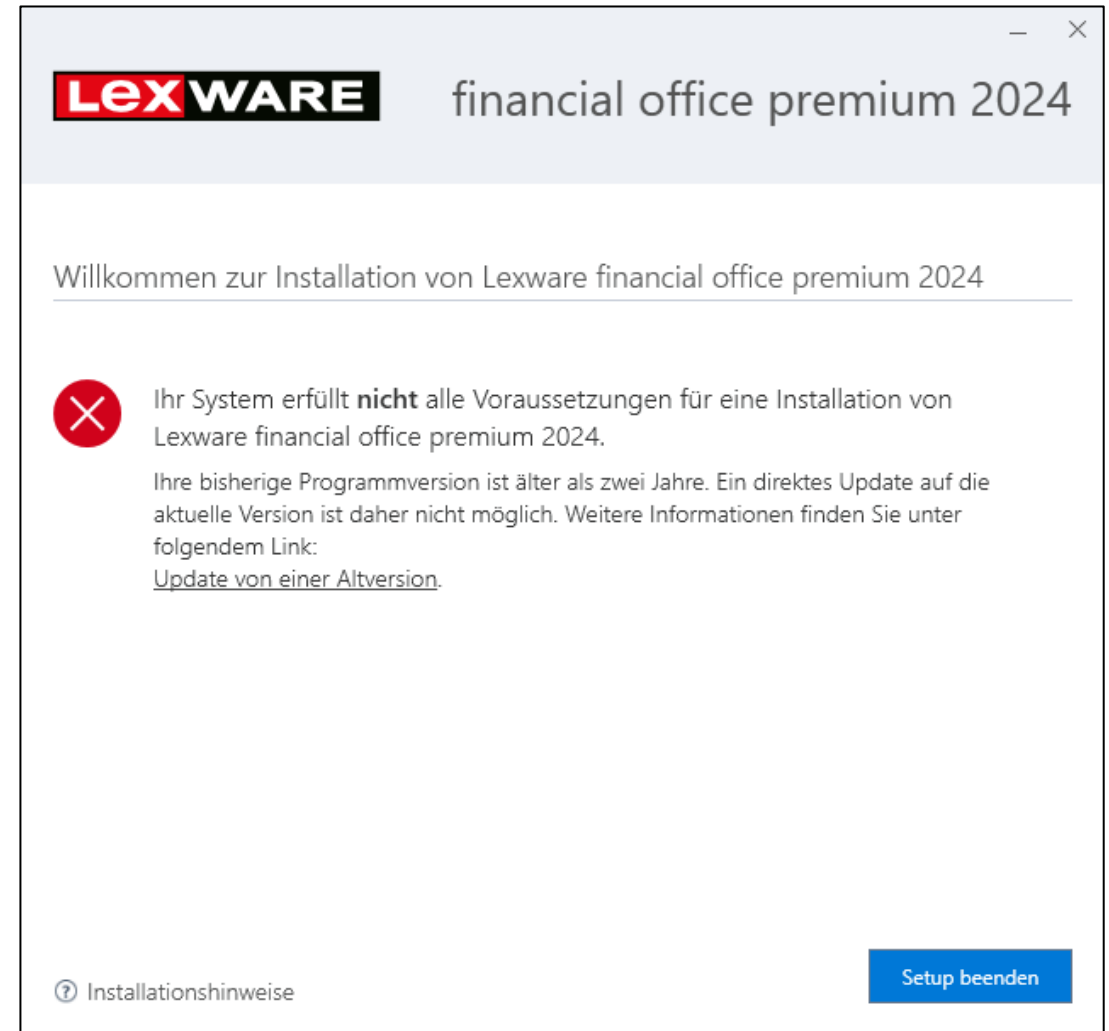 LexWARE financial office premium 2024
Willkommen zur Installation von Lexware financial office premium 2024
Ihr System erfüllt nicht alle Voraussetzungen für eine Installation von
Lexware financial office premium 2024.
Ihre bisherige Programmversion ist älter als zwei Jahre. Ein direktes Update auf die
aktuelle Version ist daher nicht möglich. Weitere Informationen finden Sie unter
folgendem Link:
Update von einer Altversion.
Installationshinweise
Setup beenden